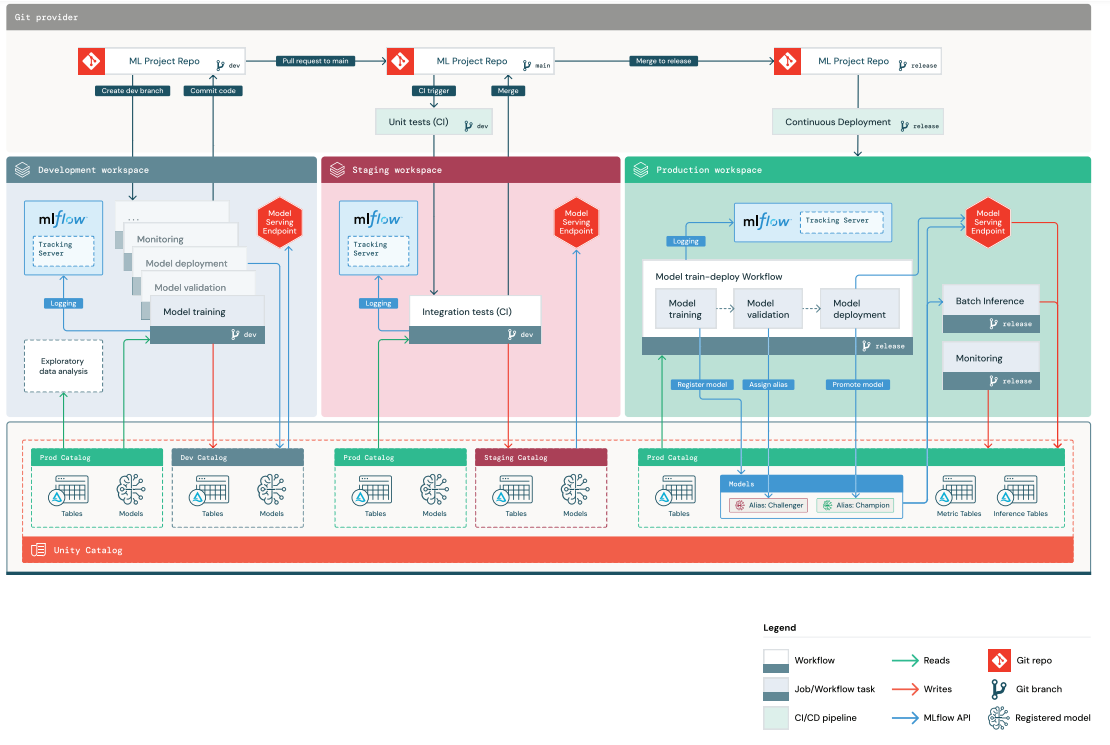 Git provider
ML Project Repo
dev
Pull request to main
ML Project Repo
main
Merge to release
ML Project Repo
release
Create dev branch
Commit code
CI trigger
Merge
Unit tests (CI)
dev
Continuous Deployment
release
Development workspace
Staging workspace
Production workspace
mlflow
Tracking
Server
...
Monitoring
Model deployment
Model validation
Model training
dev
Logging
Model
Serving
Endpoint
Exploratory
data analysis
mlflow
Tracking
Server
Logging
Integration tests (CI)
dev
Model
Serving
Endpoint
mlflow
Tracking Server
Logging
Model
Serving
Endpoint
Model train-deploy Workflow
Model
training
Model
validation
Model
deployment
release
Batch Inference
release
Monitoring
release
Register model
Assign alias
Promote model
Prod Catalog
Tables
Models
Dev Catalog
Tables
Models
Prod Catalog
Tables
Models
Staging Catalog
Tables
Models
Prod Catalog
Tables
Models
Alias: Challenger
Alias: Champion
Metric Tables
Inference Tables
Unity Catalog
Legend
Workflow
Reads
Git repo
Job/Workflow task
Writes
Git branch
CI/CD pipeline
MLflow API
Registered model